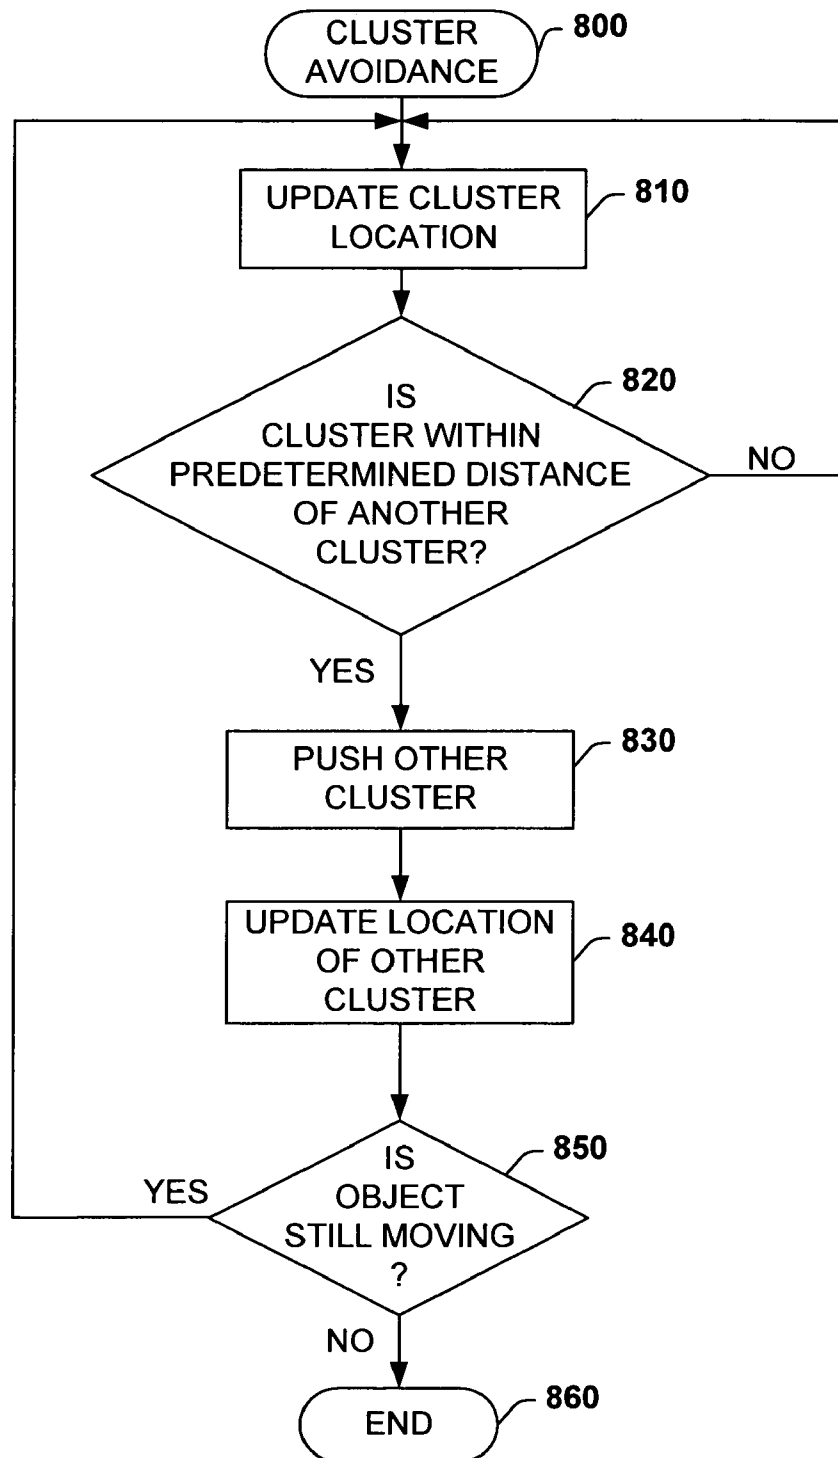 CLUSTER
AVOIDANCE
800
UPDATE CLUSTER
LOCATION
810
IS
CLUSTER WITHIN
PREDETERMINED DISTANCE
OF ANOTHER
CLUSTER?
820
NO
YES
PUSH OTHER
CLUSTER
830
UPDATE LOCATION
OF OTHER
CLUSTER
840
IS
OBJECT
STILL MOVING
?
850
YES
NO
END
860